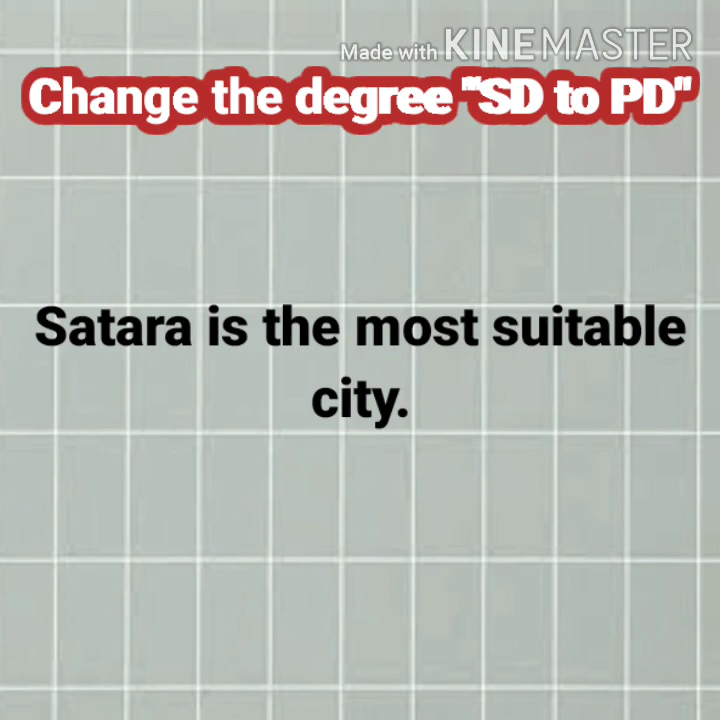 Made with KINEMASTER
Change the degree "SD to PD"
Satara is the most suitable
city.